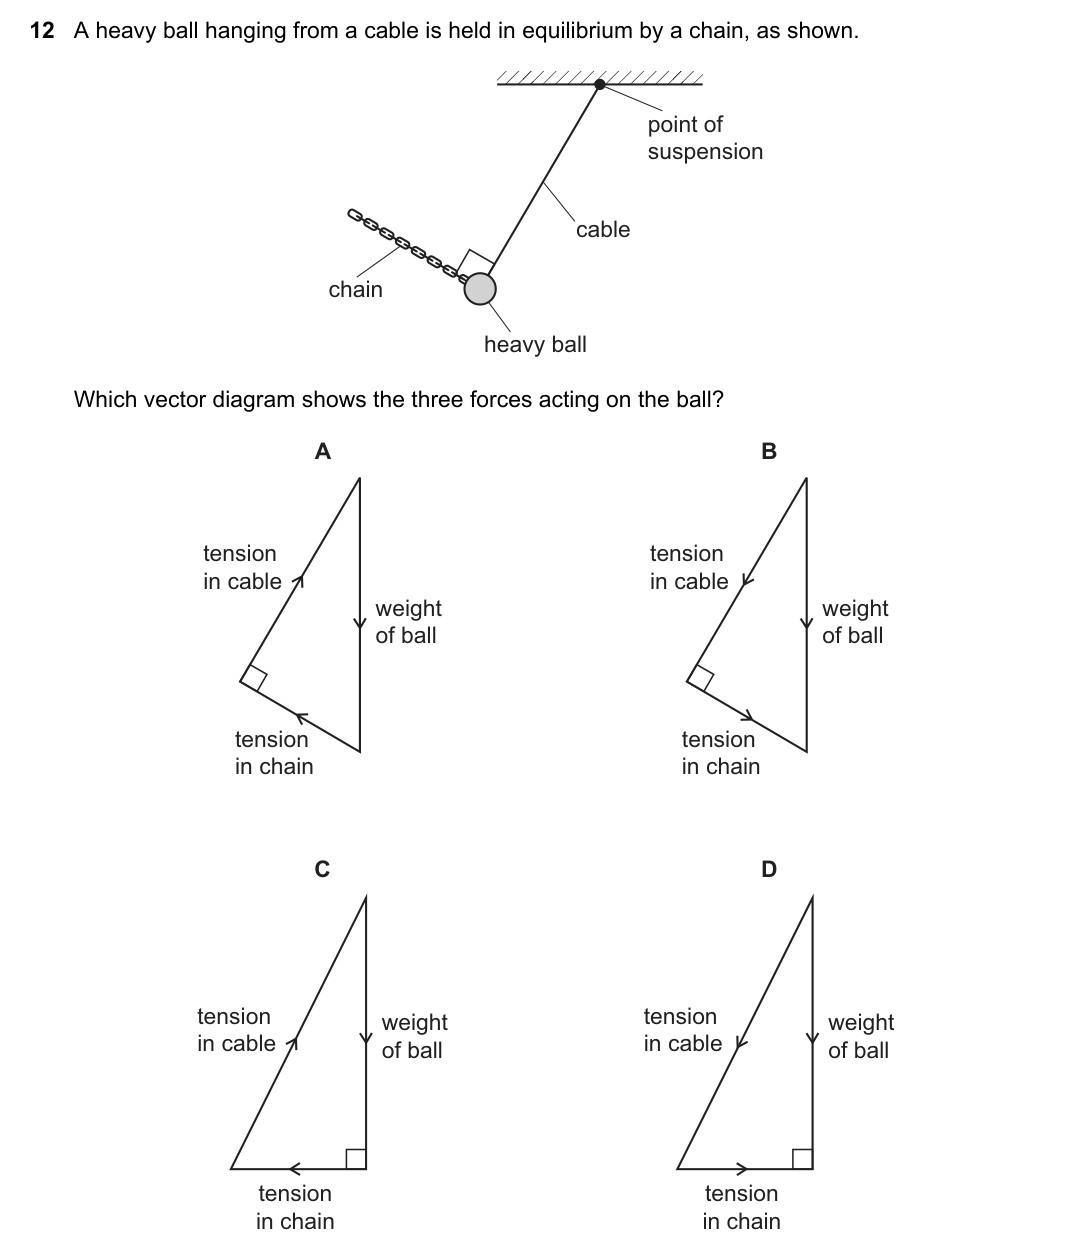 12 A heavy ball hanging from a cable is held in equilibrium by a chain, as shown.
point of
suspension
cable
chain
heavy ball
Which vector diagram shows the three forces acting on the ball?
A
tension
in cable
weight
of ball
tension
in chain
B
tension
in cable
weight
of ball
tension
in chain
C
tension
in cable
weight
of ball
tension
in chain
D
tension
in cable
weight
of ball
tension
in chain